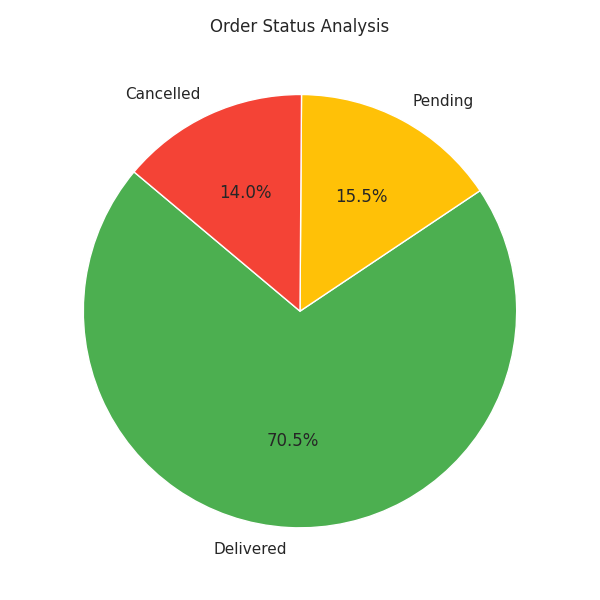 Order Status Analysis
Cancelled
Pending
14.0%
15.5%
70.5%
Delivered